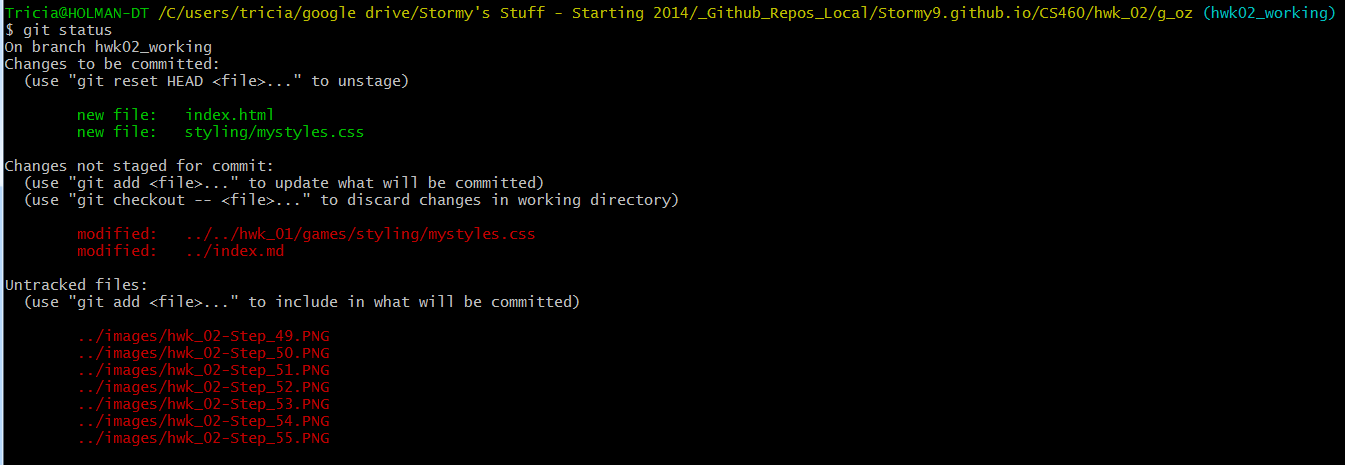 Tricia@HOLMAN-DT /C/users/tricia/google drive/Stormy's Stuff - Starting 2014/_Github_Repos_Local/Stormy9.github.io/CS460/hwk_02/g_oz (hwk02_working)
$ git status
On branch hwk02_working
Changes to be committed:
  (use "git reset HEAD <file>..." to unstage)

        new file:   index.html
        new file:   styling/mystyles.css

Changes not staged for commit:
  (use "git add <file>..." to update what will be committed)
  (use "git checkout -- <file>..." to discard changes in working directory)

        modified:   ../../hwk_01/games/styling/mystyles.css
        modified:   ../index.md

Untracked files:
  (use "git add <file>..." to include in what will be committed)

        ../images/hwk_02-Step_49.PNG
        ../images/hwk_02-Step_50.PNG
        ../images/hwk_02-Step_51.PNG
        ../images/hwk_02-Step_52.PNG
        ../images/hwk_02-Step_53.PNG
        ../images/hwk_02-Step_54.PNG
        ../images/hwk_02-Step_55.PNG